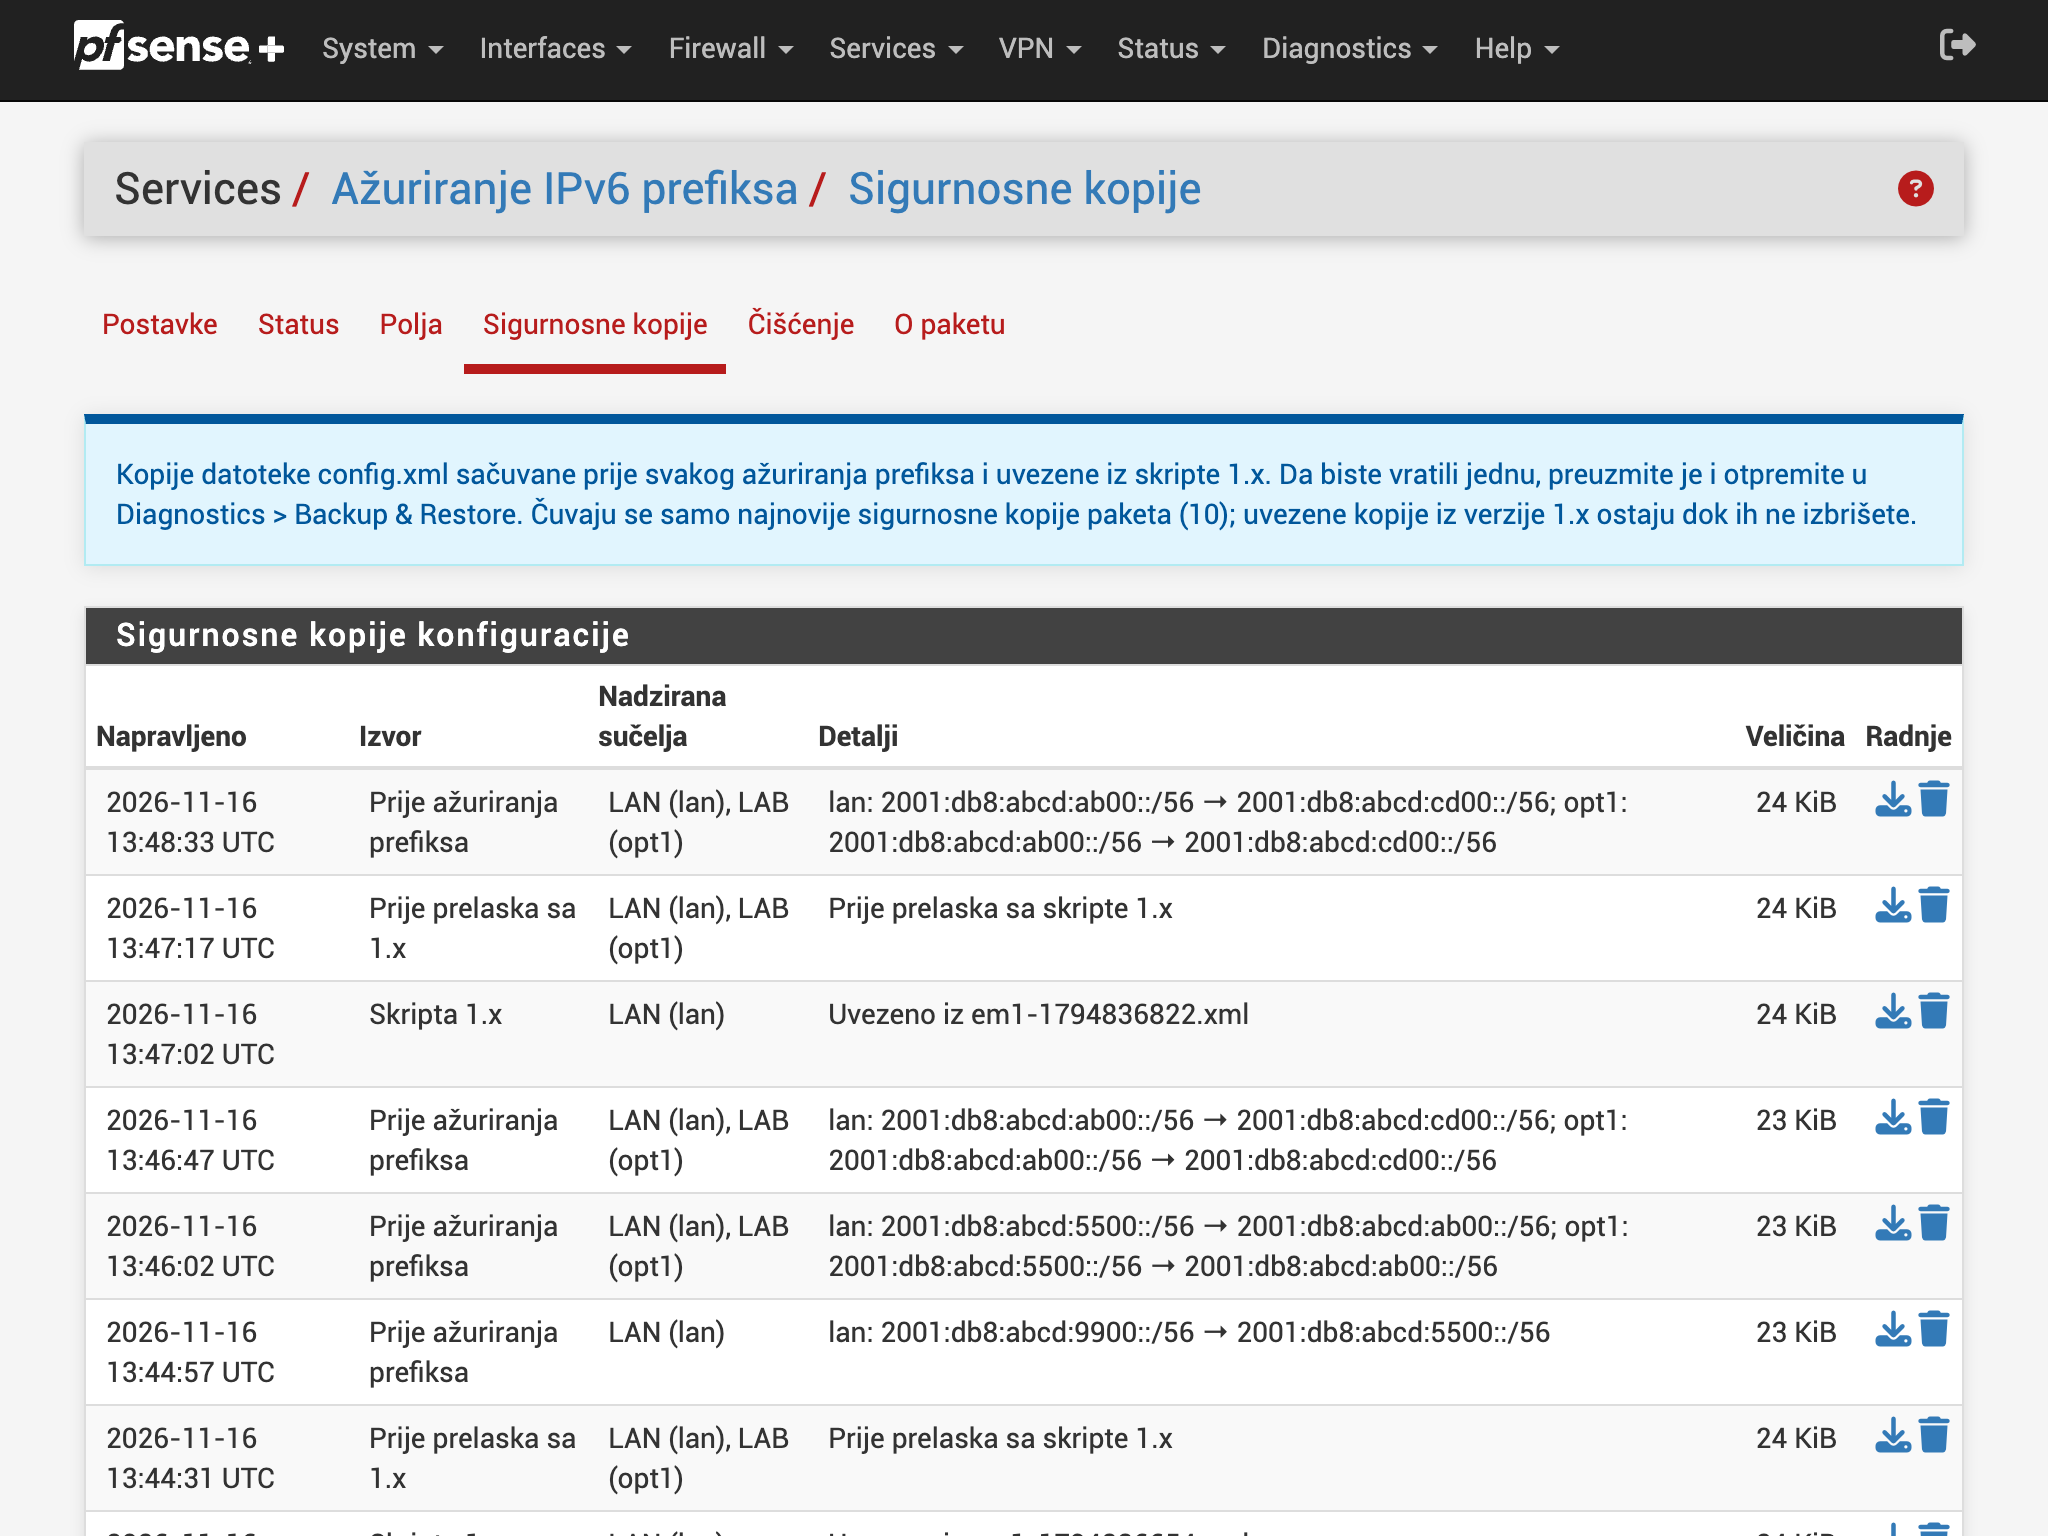 pfsense+ System Interfaces Firewall Services VPN Status Diagnostics Help
Services / Ažuriranje IPv6 prefiksa / Sigurnosne kopije
Postavke Status Polja Sigurnosne kopije Čišćenje O paketu
Kopije datoteke config.xml sačuvane prije svakog ažuriranja prefiksa i uvezene iz skripte 1.x. Da biste vratili jednu, preuzmite je i otpremite u
Diagnostics > Backup & Restore. Čuvaju se samo najnovije sigurnosne kopije paketa (10); uvezene kopije iz verzije 1.x ostaju dok ih ne izbrišete.
Sigurnosne kopije konfiguracije
Nadzirana
Napravljeno Izvor sučelja Detalji Veličina Radnje
2026-11-16 Prije ažuriranja LAN (lan), LAB lan: 2001:db8:abcd:ab00::/56 → 2001:db8:abcd:cd00::/56; opt1: 24 KiB
13:48:33 UTC prefiksa (opt1) 2001:db8:abcd:ab00::/56 → 2001:db8:abcd:cd00::/56
2026-11-16 Prije prelaska sa LAN (lan), LAB Prije prelaska sa skripte 1.x 24 KiB
13:47:17 UTC 1.x (opt1)
2026-11-16 Skripta 1.x LAN (lan) Uvezeno iz em1-1794836822.xml 24 KiB
13:47:02 UTC
2026-11-16 Prije ažuriranja LAN (lan), LAB lan: 2001:db8:abcd:ab00::/56 → 2001:db8:abcd:cd00::/56; opt1: 23 KiB
13:46:47 UTC prefiksa (opt1) 2001:db8:abcd:ab00::/56 → 2001:db8:abcd:cd00::/56
2026-11-16 Prije ažuriranja LAN (lan), LAB lan: 2001:db8:abcd:5500::/56 → 2001:db8:abcd:ab00::/56; opt1: 23 KiB
13:46:02 UTC prefiksa (opt1) 2001:db8:abcd:5500::/56 → 2001:db8:abcd:ab00::/56
2026-11-16 Prije ažuriranja LAN (lan) lan: 2001:db8:abcd:9900::/56 → 2001:db8:abcd:5500::/56 23 KiB
13:44:57 UTC prefiksa
2026-11-16 Prije prelaska sa LAN (lan), LAB Prije prelaska sa skripte 1.x 24 KiB
13:44:31 UTC 1.x (opt1)